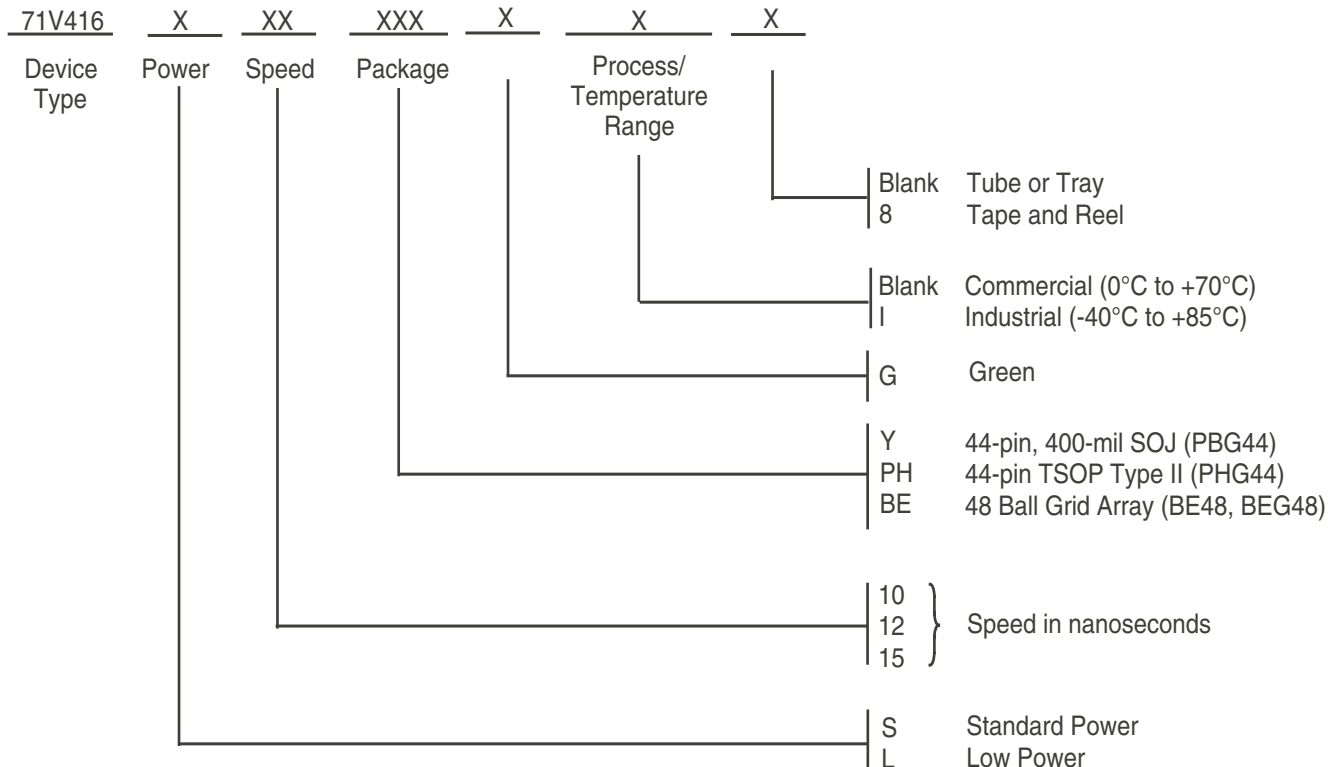 71V416 X XX XXX X X X
Device Type
Power
Speed
Package
Process/
Temperature
Range
Blank Tube or Tray
8 Tape and Reel
Blank Commercial (0°C to +70°C)
I Industrial (-40°C to +85°C)
G Green
Y 44-pin, 400-mil SOJ (PBG44)
PH 44-pin TSOP Type II (PHG44)
BE 48 Ball Grid Array (BE48, BEG48)
10
12 Speed in nanoseconds
15
S Standard Power
L Low Power